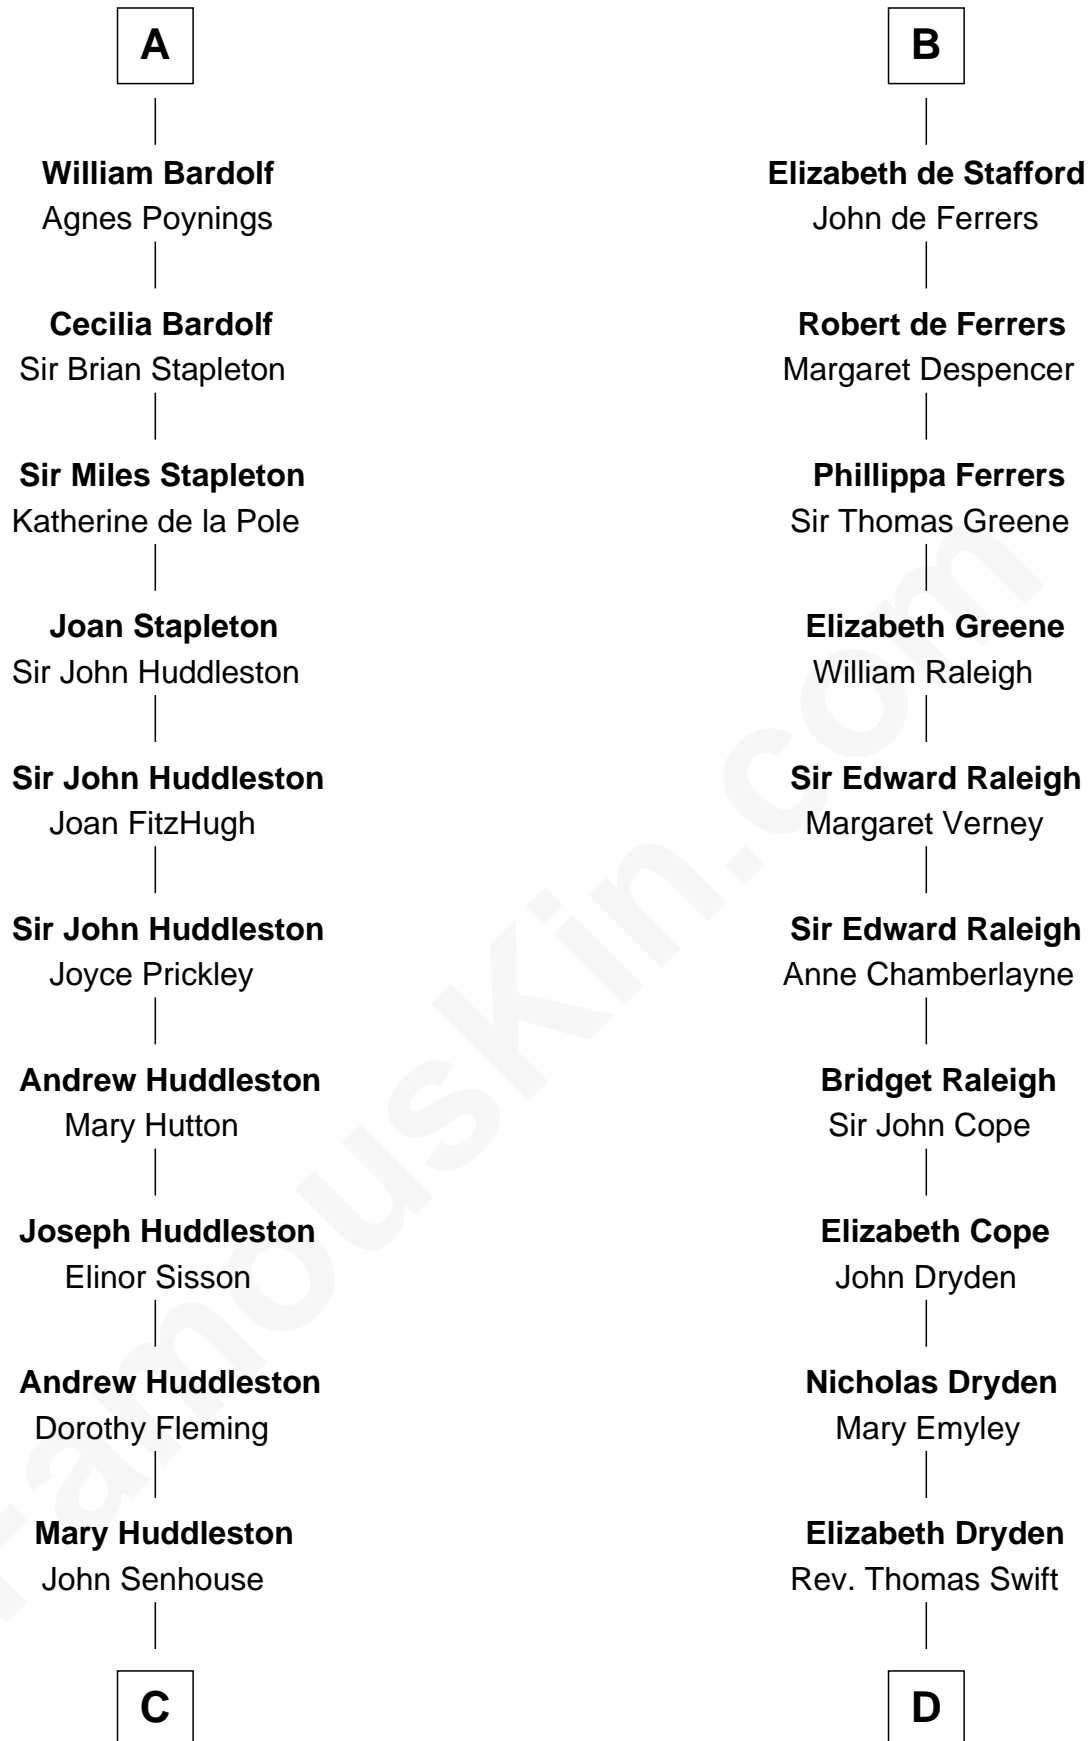 A
William Bardolf
Agnes Poynings
Cecilia Bardolf
Sir Brian Stapleton
Sir Miles Stapleton
Katherine de la Pole
Joan Stapleton
Sir John Huddleston
Sir John Huddleston
Joan FitzHugh
Sir John Huddleston
Joyce Prickley
Andrew Huddleston
Mary Hutton
Joseph Huddleston
Elinor Sisson
Andrew Huddleston
Dorothy Fleming
Mary Huddleston
John Senhouse
C
B
Elizabeth de Stafford
John de Ferrers
Robert de Ferrers
Margaret Despencer
Phillippa Ferrers
Sir Thomas Greene
Elizabeth Greene
William Raleigh
Sir Edward Raleigh
Margaret Verney
Sir Edward Raleigh
Anne Chamberlayne
Bridget Raleigh
Sir John Cope
Elizabeth Cope
John Dryden
Nicholas Dryden
Mary Emyley
Elizabeth Dryden
Rev. Thomas Swift
D
FamousKin.com